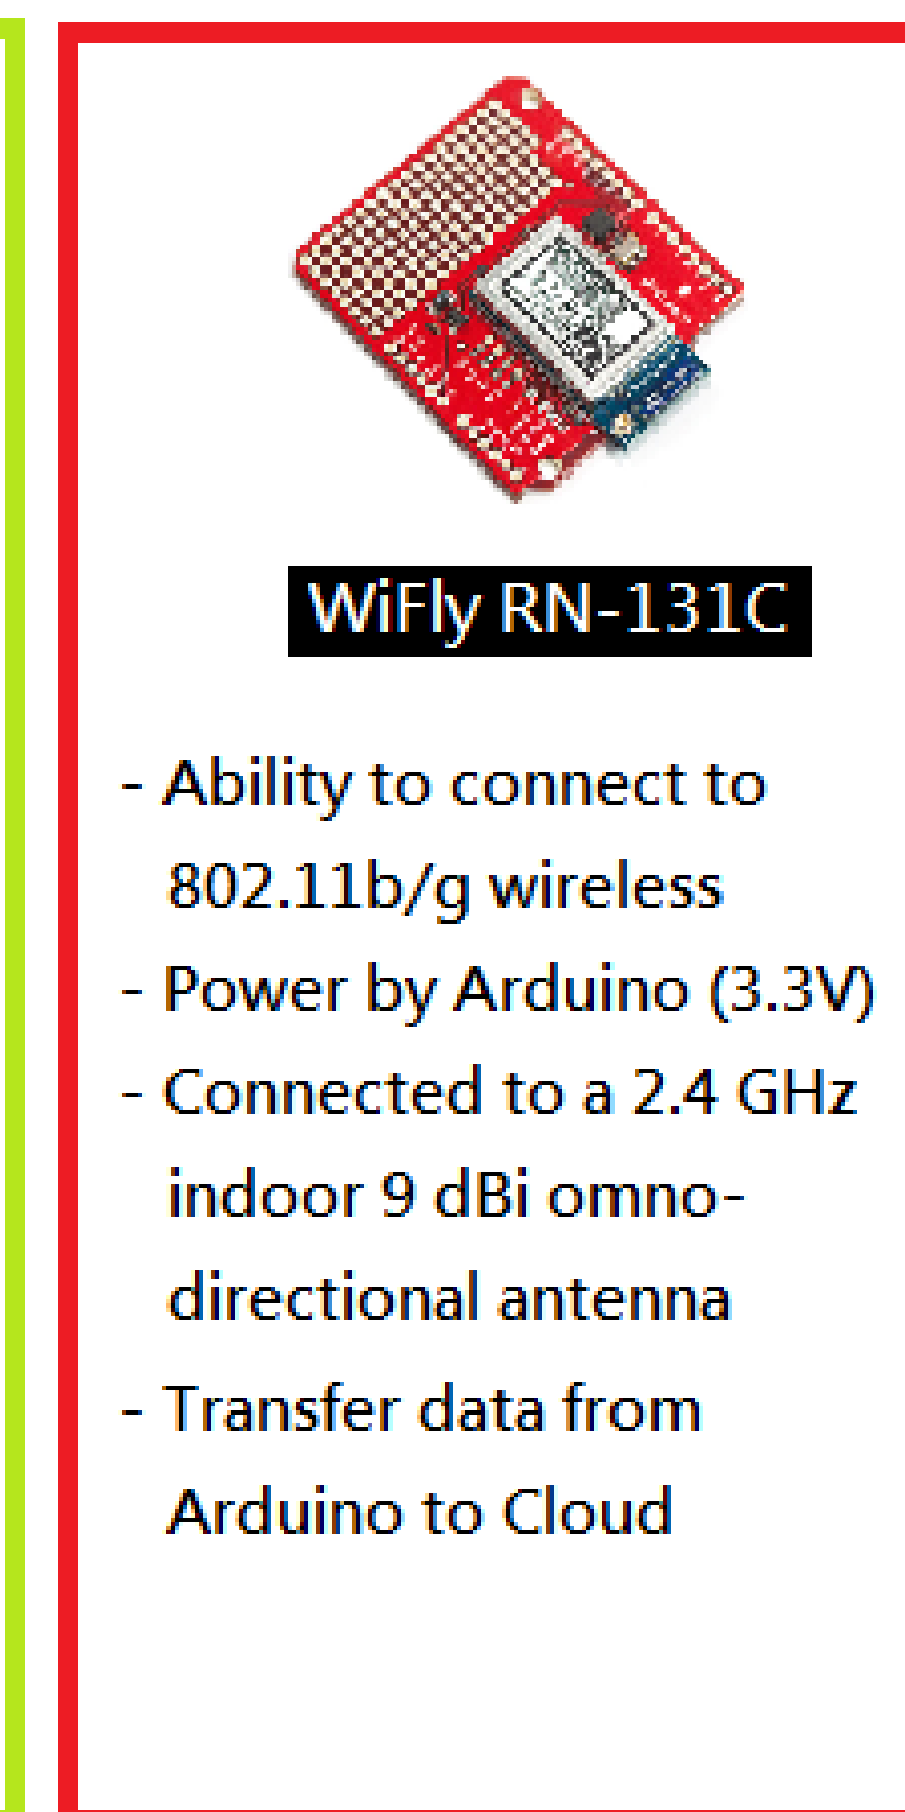 WiFly RN-131C
- Ability to connect to
802.11b/g wireless
- Power by Arduino (3.3V)
- Connected to a 2.4 GHz
indoor 9 dBi omno-
directional antenna
- Transfer data from
Arduino to Cloud